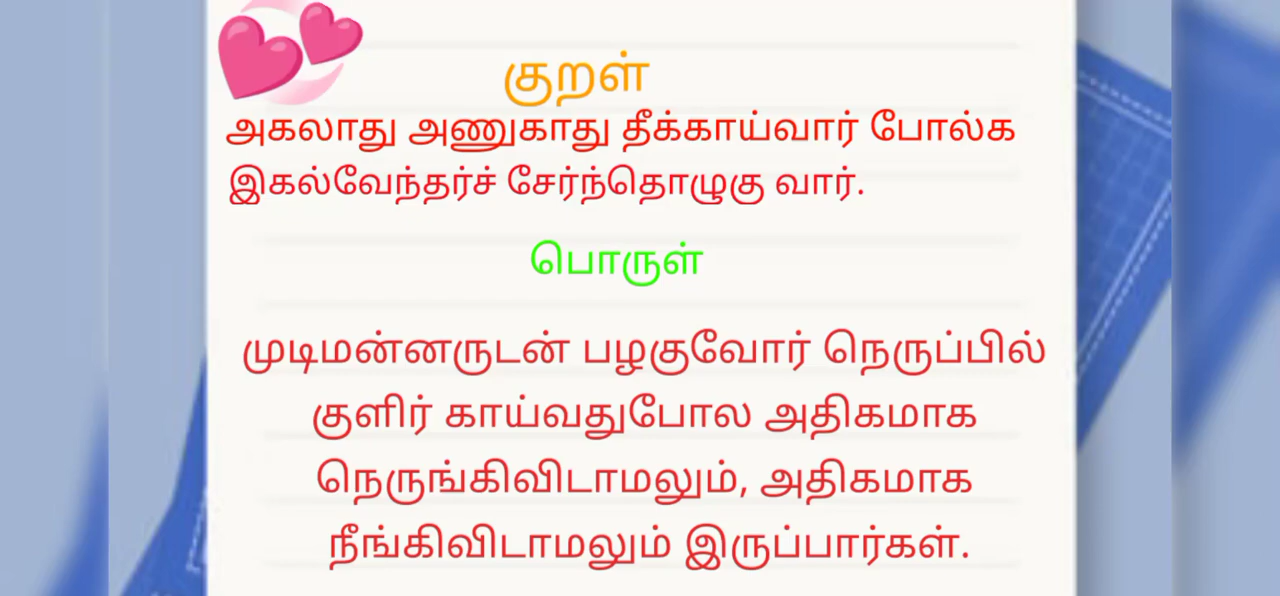 குறள்
அகலாது அணுகாது தீக்காய்வார் போல்க
இகல்வேந்தர்ச் சேர்ந்தொழுகு வார்.
பொருள்
முடிமன்னருடன் பழகுவோர் நெருப்பில்
குளிர் காய்வதுபோல அதிகமாக
நெருங்கிவிடாமலும், அதிகமாக
நீங்கிவிடாமலும் இருப்பார்கள்.